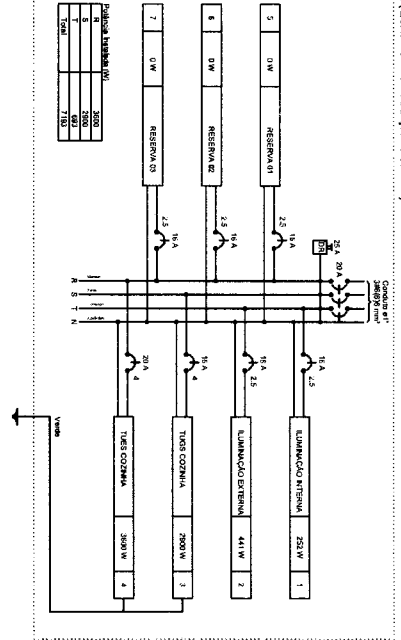 Conduto ø1"
3#6(6)6 mm²
20 A
25 A
DR
5 0 W RESERVA 01 2.5 16 A
16 A 2.5 ILUMINAÇÃO INTERNA 252 W 1
6 0 W RESERVA 02 2.5 16 A
16 A 2.5 ILUMINAÇÃO EXTERNA 441 W 2
7 0 W RESERVA 03 2.5 16 A
16 A 4 TUGS COZINHA 2900 W 3
20 A 4 TUES COZINHA 3600 W 4
R S T N
Verde
Potência Instalada (W)
R 3600
S 2900
T 693
Total 7193